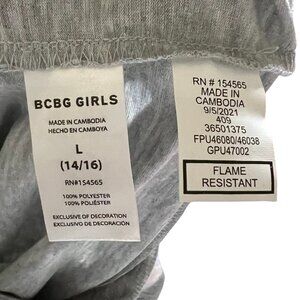 BCBG GIRLS
MADE IN CAMBODIA
HECHO EN CAMBOYA
L
(14/16)
RN#154565
100% POLYESTER
100% POLIÉSTER
EXCLUSIVE OF DECORATION
EXCLUSIVO DE DECORACIÓN
RN # 154565
MADE IN
CAMBODIA
9/5/2021
409
36501375
FPU46080/46038
GPU47002
FLAME
RESISTANT